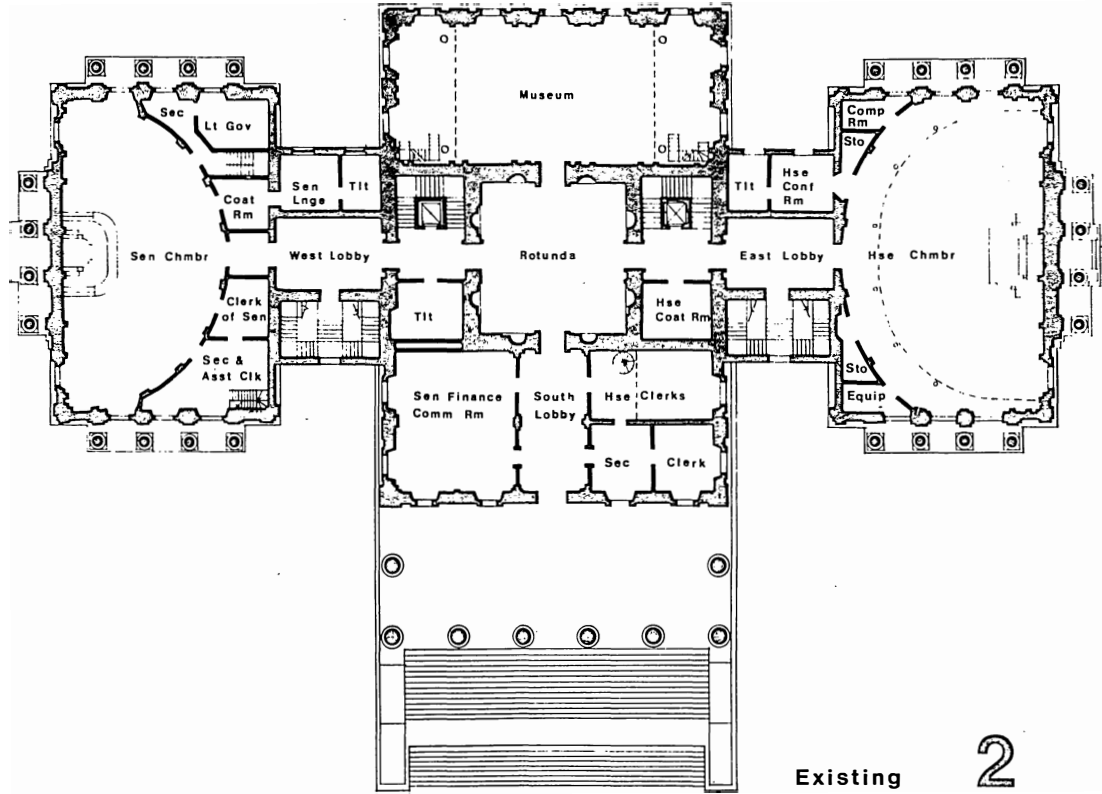 Museum
Sec
Lt Gov
Coat
Rm
Sen
Lnge
Tlt
Tlt
Hse
Conf
Rm
Comp
Rm
Sto
Sen Chmbr
West Lobby
Rotunda
East Lobby
Hse Chmbr
Clerk
of Sen
Sec &
Asst Clk
Tlt
Hse
Coat Rm
Sto
Equip
Sen Finance
Comm Rm
South
Lobby
Hse Clerks
Sec
Clerk
Existing
2